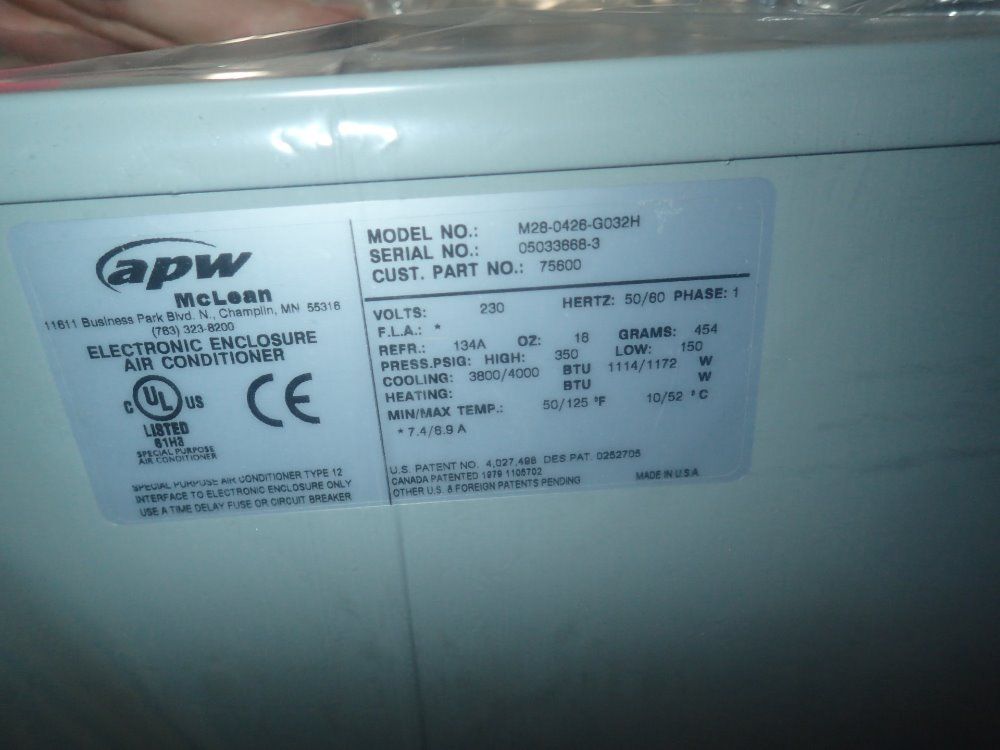 apw
McLean
11611 Business Park Blvd. N., Champlin, MN 55316
(763) 323-8200
ELECTRONIC ENCLOSURE
AIR CONDITIONER
C UL US
LISTED
61H3
SPECIAL PURPOSE
AIR CONDITIONER
CE
SPECIAL PURPOSE AIR CONDITIONER TYPE 12
INTERFACE TO ELECTRONIC ENCLOSURE ONLY
USE A TIME DELAY FUSE OR CIRCUIT BREAKER
MODEL NO.: M28-0426-G032H
SERIAL NO.: 05033668-3
CUST. PART NO.: 75600
VOLTS: 230 HERTZ: 50/60 PHASE: 1
F.L.A.: *
REFR.: 134A OZ: 18 GRAMS: 454
PRESS.PSIG: HIGH: 350 LOW: 150
COOLING: 3800/4000 BTU 1114/1172 W
HEATING: BTU W
MIN/MAX TEMP.: 50/125 °F 10/52 °C
* 7.4/6.9 A
U.S. PATENT NO. 4,027,498 DES PAT. 0252705
CANADA PATENTED 1979 1105702
OTHER U.S. & FOREIGN PATENTS PENDING
MADE IN U.S.A.